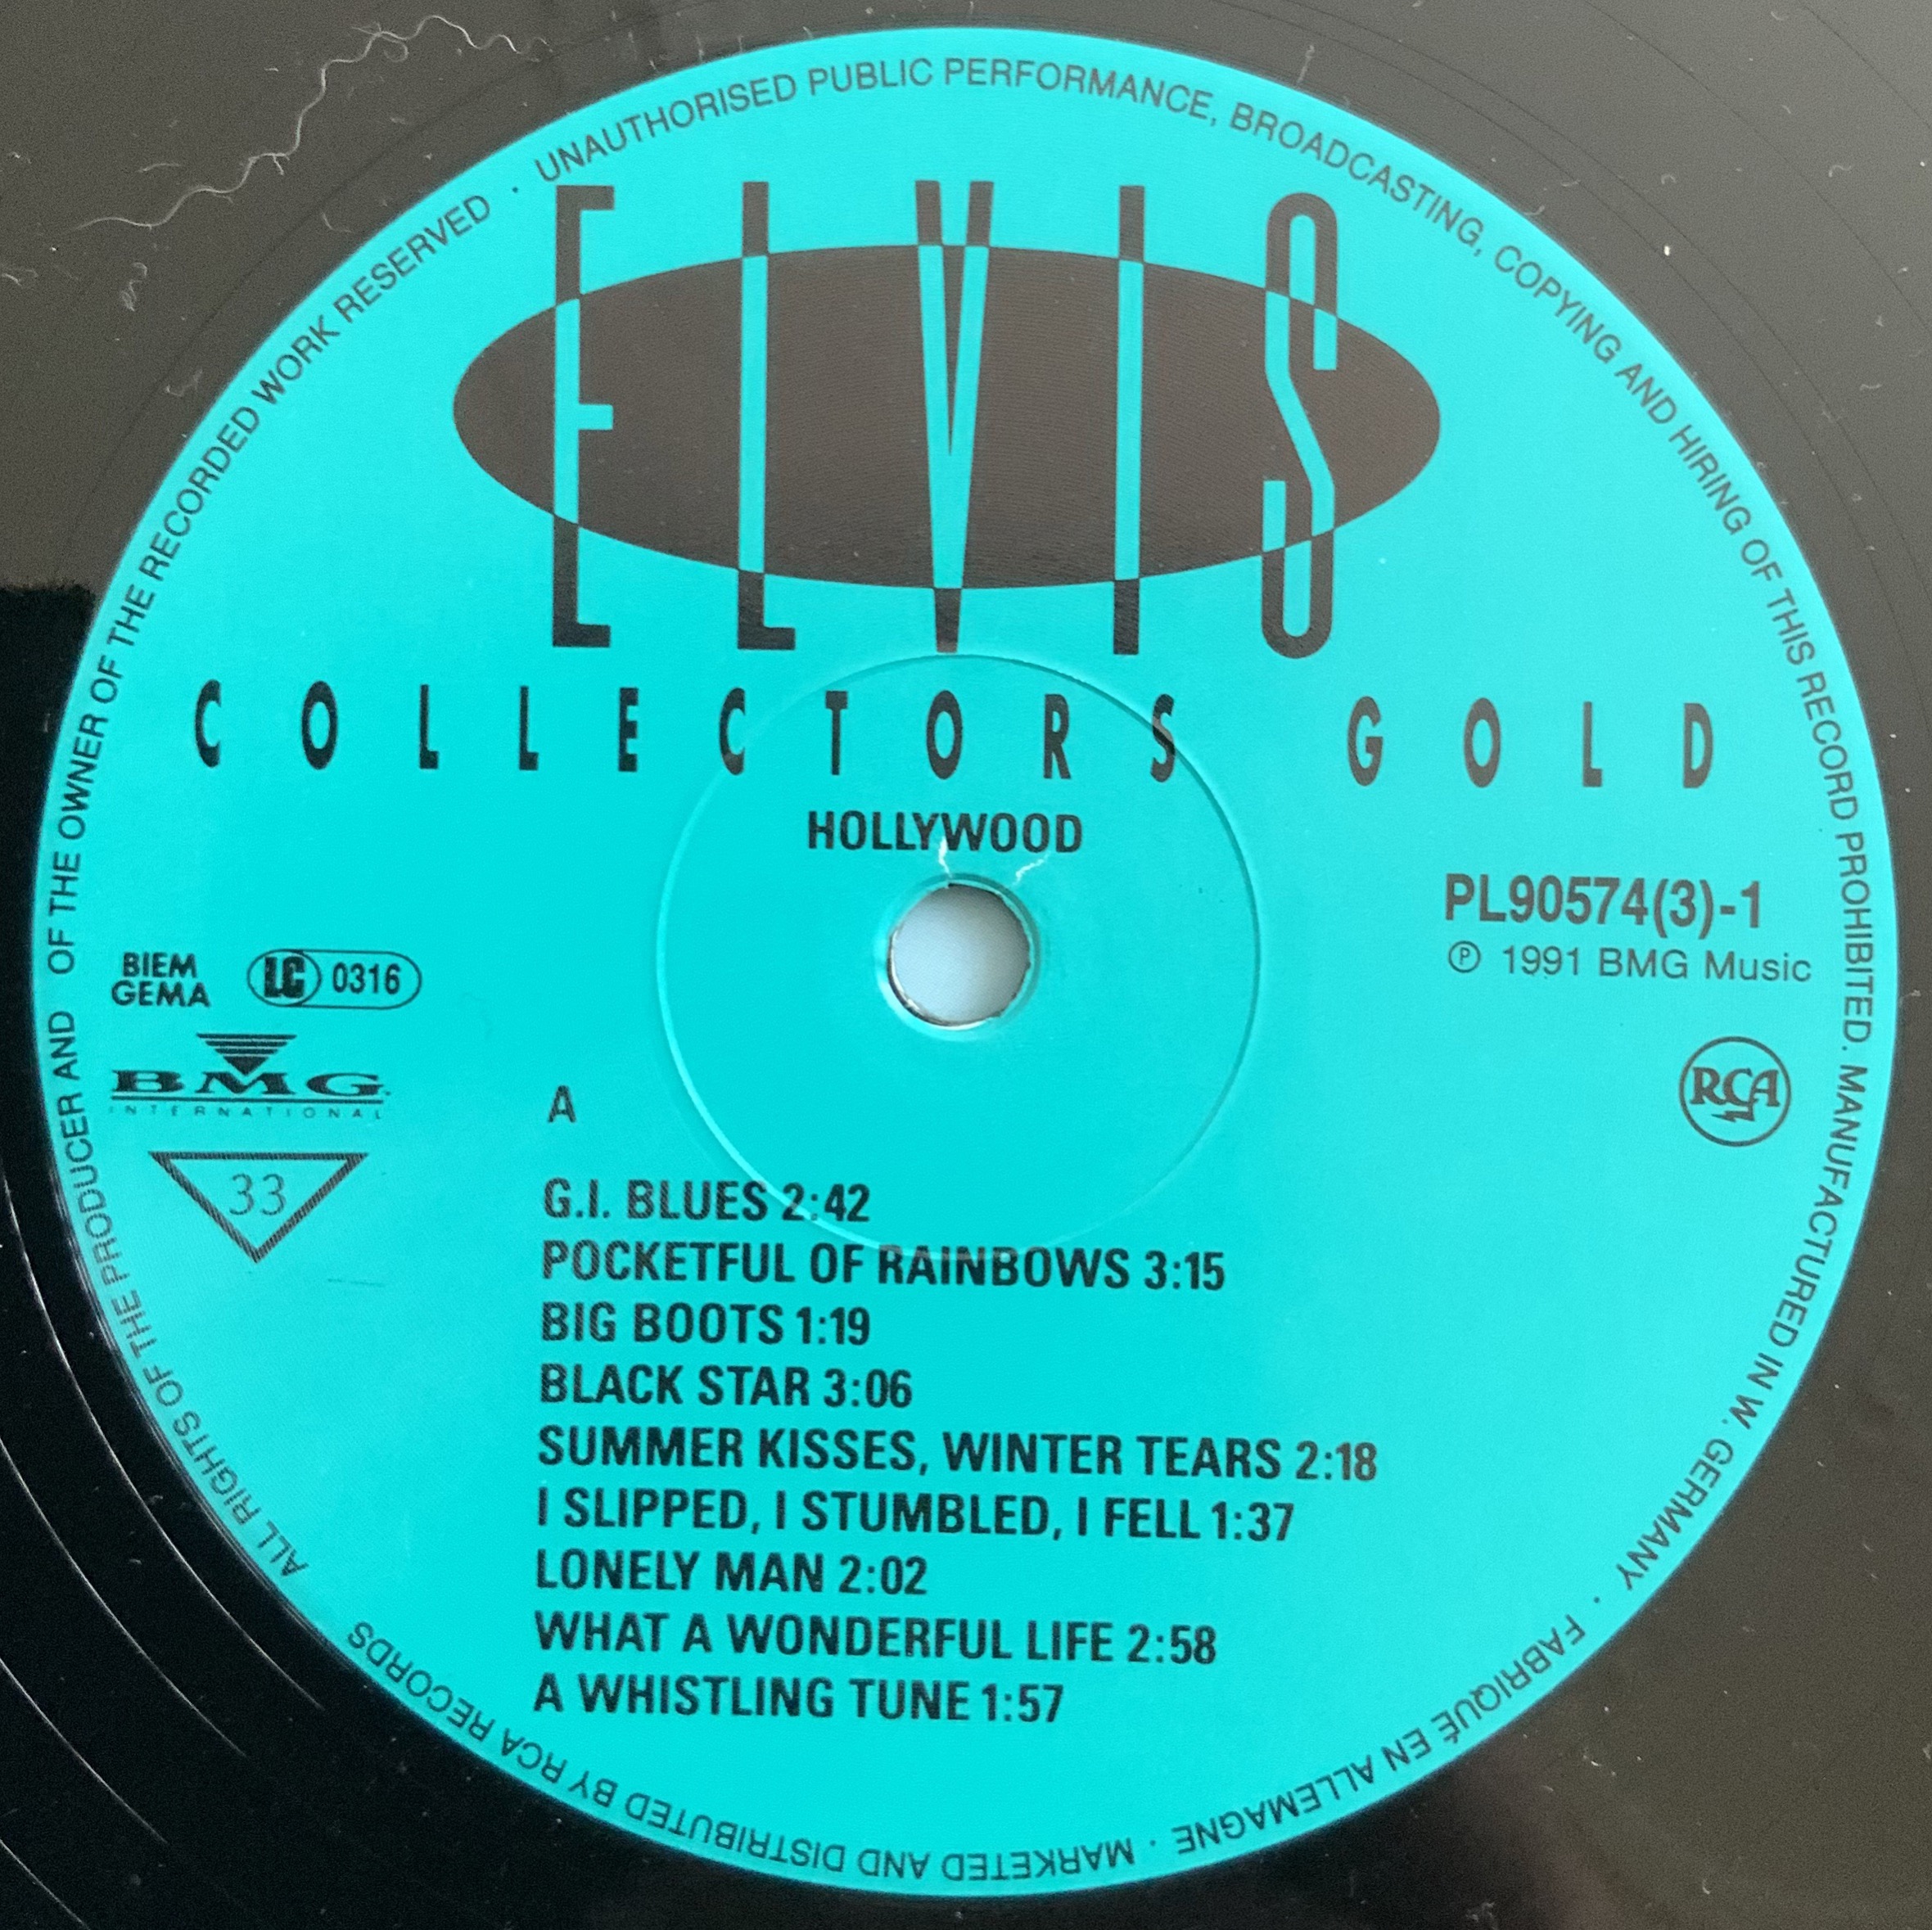 ALL RIGHTS OF THE PRODUCER AND OF THE OWNER OF THE RECORDED WORK RESERVED · UNAUTHORISED PUBLIC PERFORMANCE, BROADCASTING, COPYING AND HIRING OF THIS RECORD PROHIBITED. MANUFACTURED IN W. GERMANY · FABRIQUÉ EN ALLEMAGNE · MARKETED AND DISTRIBUTED BY RCA RECORDS
ELVIS
COLLECTORS GOLD
HOLLYWOOD
PL90574(3)-1
℗ 1991 BMG Music
BIEM
GEMA
LC 0316
BMG
INTERNATIONAL
33
RCA
A
G.I. BLUES 2:42
POCKETFUL OF RAINBOWS 3:15
BIG BOOTS 1:19
BLACK STAR 3:06
SUMMER KISSES, WINTER TEARS 2:18
I SLIPPED, I STUMBLED, I FELL 1:37
LONELY MAN 2:02
WHAT A WONDERFUL LIFE 2:58
A WHISTLING TUNE 1:57